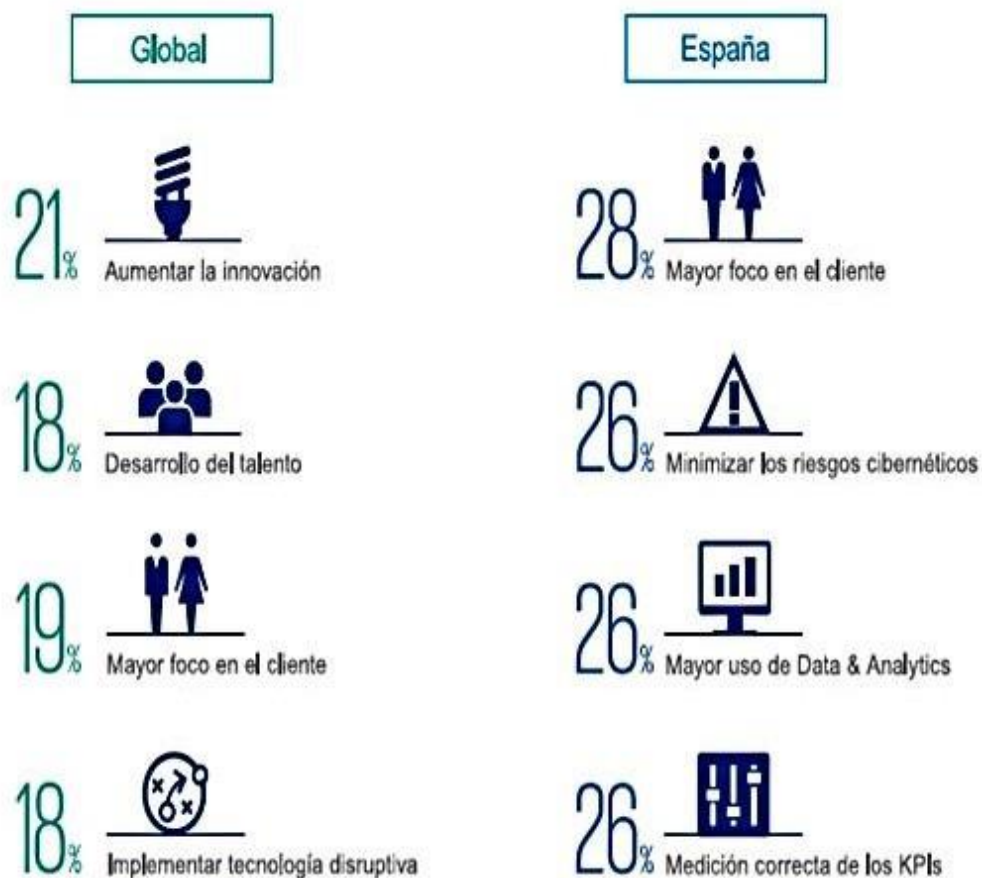 Global
21%
Aumentar la innovación
18%
Desarrollo del talento
19%
Mayor foco en el cliente
18%
Implementar tecnología disruptiva
España
28%
Mayor foco en el cliente
26%
Minimizar los riesgos cibernéticos
26%
Mayor uso de Data & Analytics
26%
Medición correcta de los KPIs